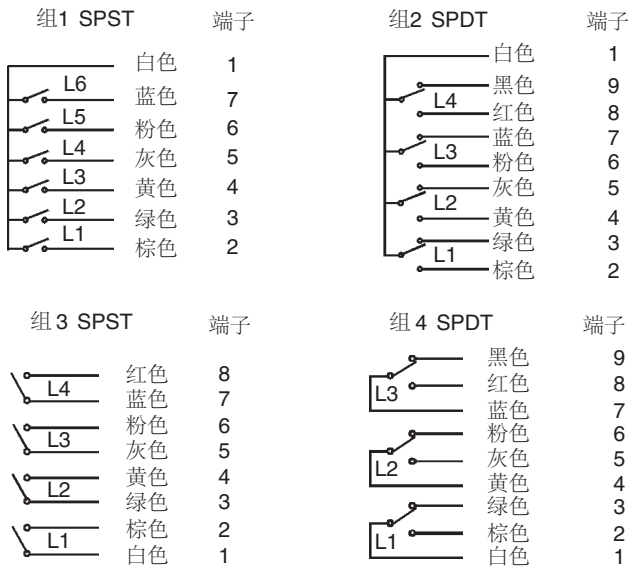 组1 SPST 端子
白色 1
L6 蓝色 7
L5 粉色 6
L4 灰色 5
L3 黄色 4
L2 绿色 3
L1 棕色 2
组2 SPDT 端子
白色 1
黑色 9
L4 红色 8
蓝色 7
L3 粉色 6
灰色 5
L2 黄色 4
绿色 3
L1 棕色 2
组 3 SPST 端子
红色 8
L4 蓝色 7
粉色 6
L3 灰色 5
黄色 4
L2 绿色 3
棕色 2
L1 白色 1
组 4 SPDT 端子
黑色 9
L3 红色 8
蓝色 7
粉色 6
L2 灰色 5
黄色 4
绿色 3
L1 棕色 2
白色 1